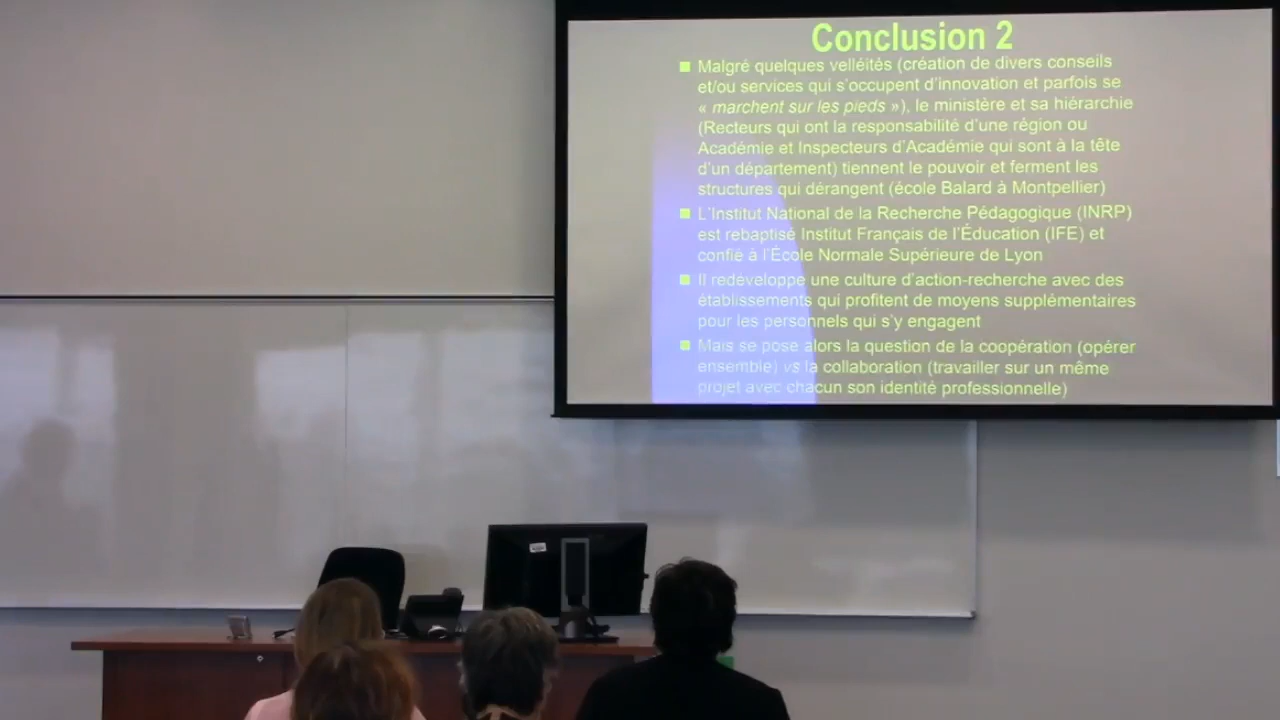 Conclusion 2
Malgré quelques velléités (création de divers conseils
et/ou services qui s'occupent d'innovation et parfois se
« marchent sur les pieds »), le ministère et sa hiérarchie
(Recteurs qui ont la responsabilité d'une région ou
Académie et Inspecteurs d'Académie qui sont à la tête
d'un département) tiennent le pouvoir et ferment les
structures qui dérangent (école Balard à Montpellier)
L'Institut National de la Recherche Pédagogique (INRP)
est rebaptisé Institut Français de l'Éducation (IFE) et
confié à l'École Normale Supérieure de Lyon
Il redéveloppe une culture d'action-recherche avec des
établissements qui profitent de moyens supplémentaires
pour les personnels qui s'y engagent
Mais se pose alors la question de la coopération (opérer
ensemble) vs la collaboration (travailler sur un même
projet avec chacun son identité professionnelle)